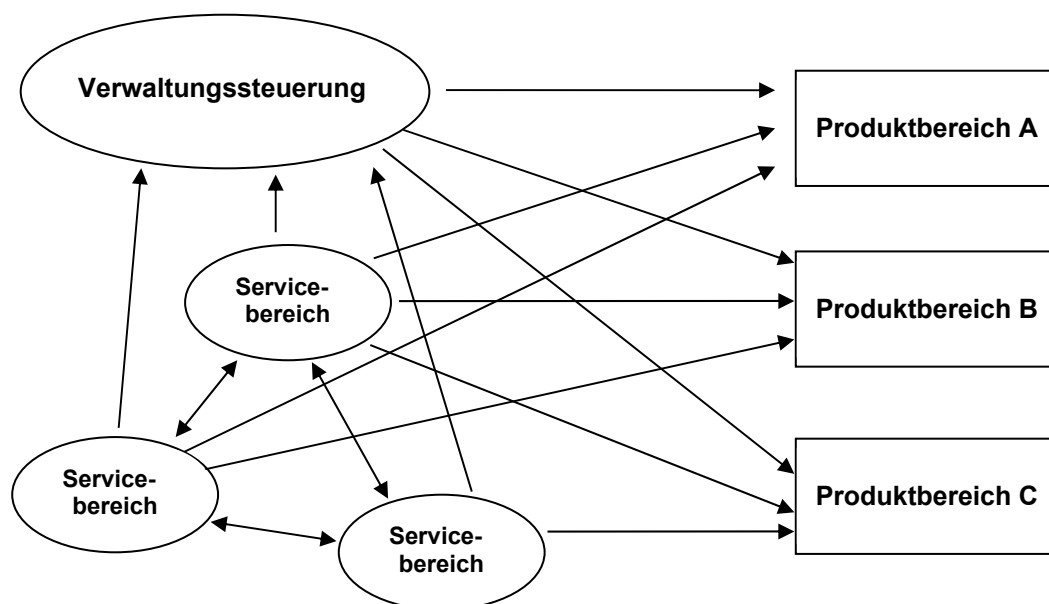 Verwaltungssteuerung
Produktbereich A
Service-
bereich
Produktbereich B
Service-
bereich
Produktbereich C
Service-
bereich